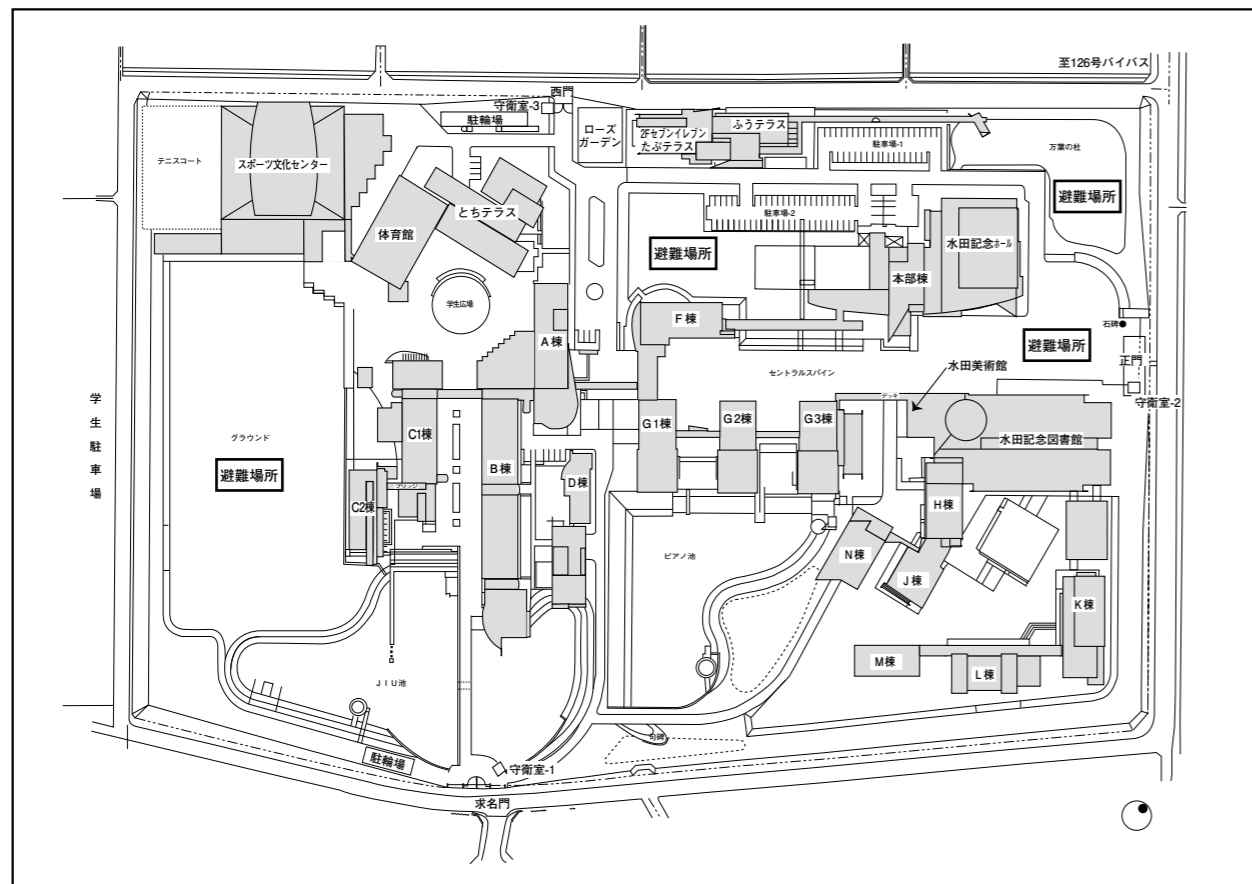 至126号バイパス
西門
守衛室-3
駐輪場
ローズ
ガーデン
2Fセブンイレブン
たぶテラス
ふうテラス
駐車場-1
万葉の杜
テニスコート
スポーツ文化センター
とちテラス
体育館
駐車場-2
避難場所
避難場所
水田記念ホール
本部棟
学生広場
F棟
A棟
石碑
避難場所
正門
セントラルスパイン
水田美術館
守衛室-2
デッキ
学生駐車場
グラウンド
避難場所
C1棟
B棟
G1棟
G2棟
G3棟
水田記念図書館
ブリッジ
C2棟
D棟
H棟
ピアノ池
N棟
J棟
K棟
M棟
L棟
JIU池
句碑
駐輪場
守衛室-1
求名門